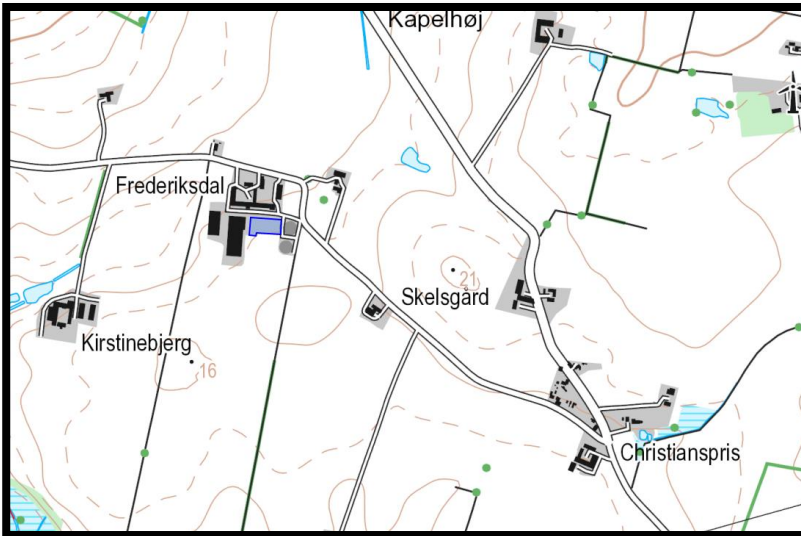 Kapelhøj
Frederiksdal
21
Skelsgård
Kirstinebjerg
16
Christianspris